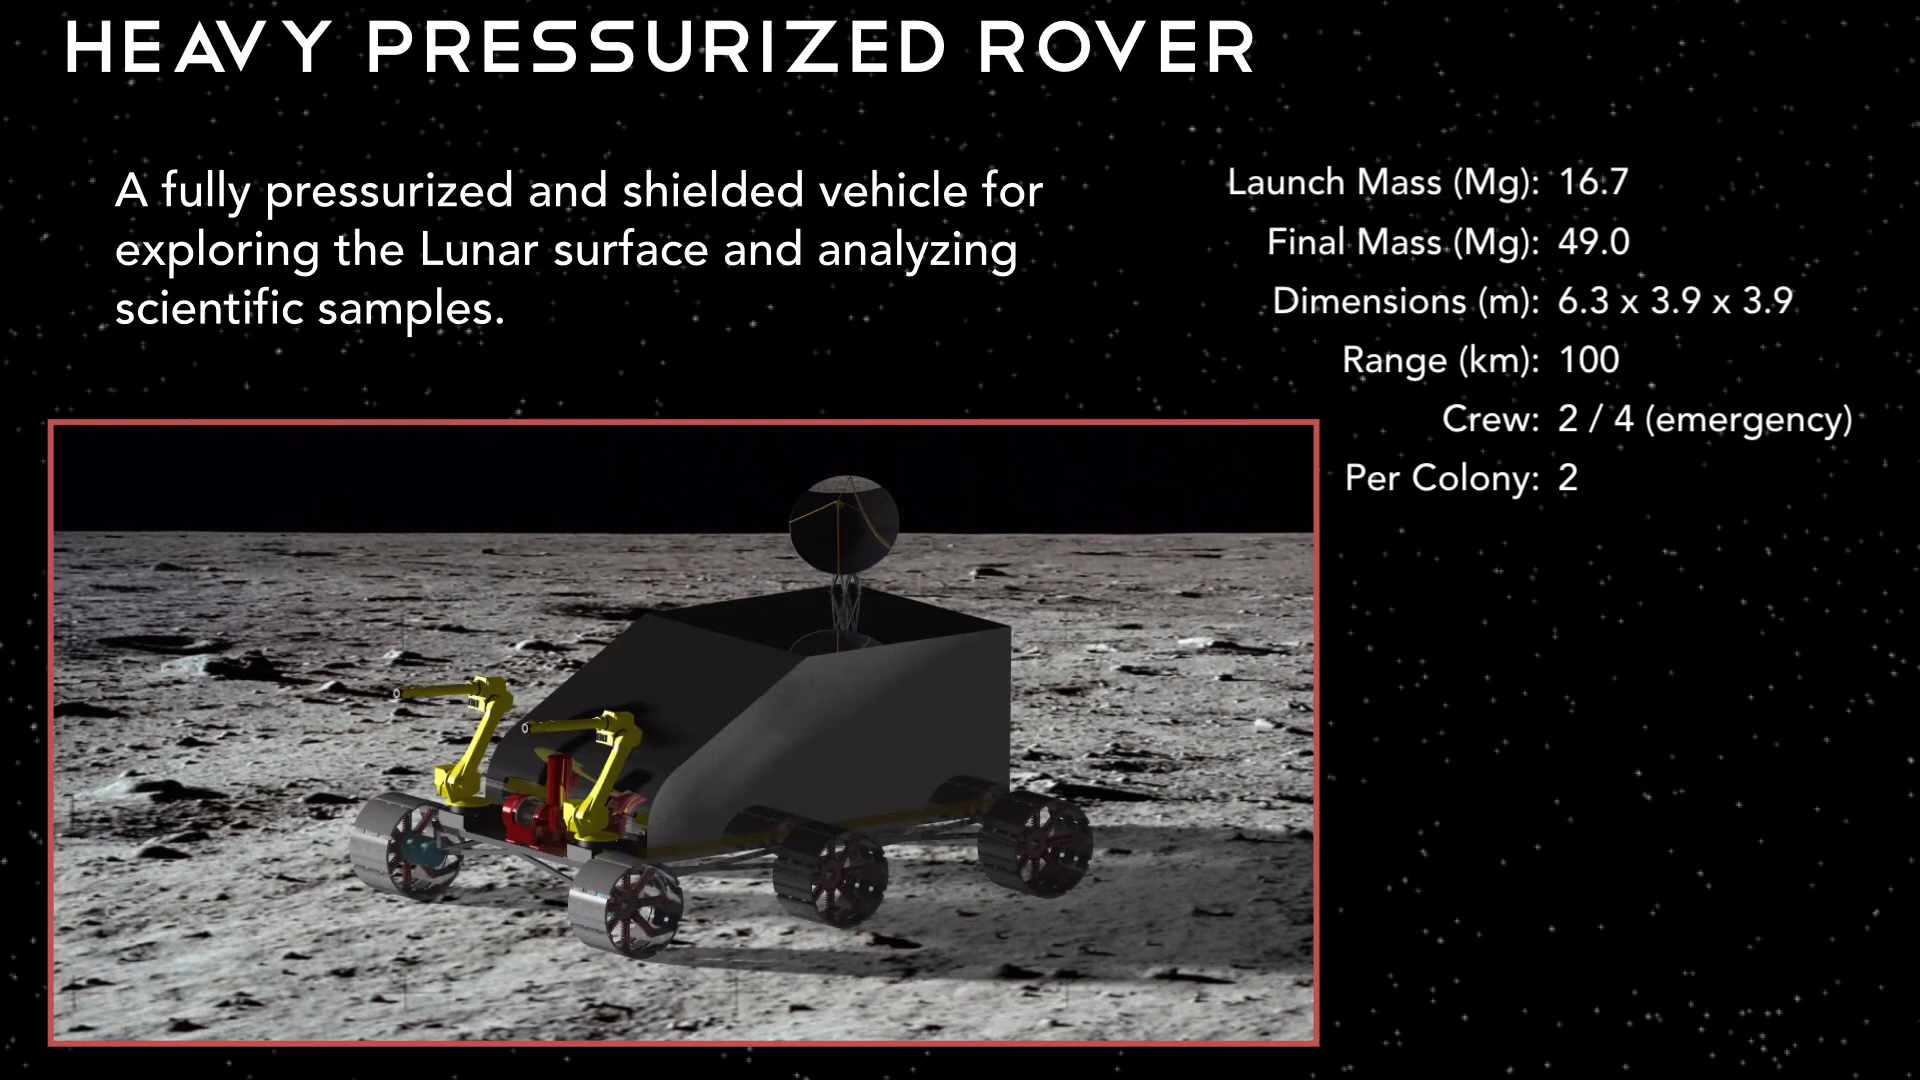 HEAVY PRESSURIZED ROVER
A fully pressurized and shielded vehicle for
exploring the Lunar surface and analyzing
scientific samples.
Launch Mass (Mg): 16.7
Final Mass (Mg): 49.0
Dimensions (m): 6.3 x 3.9 x 3.9
Range (km): 100
Crew: 2 / 4 (emergency)
Per Colony: 2